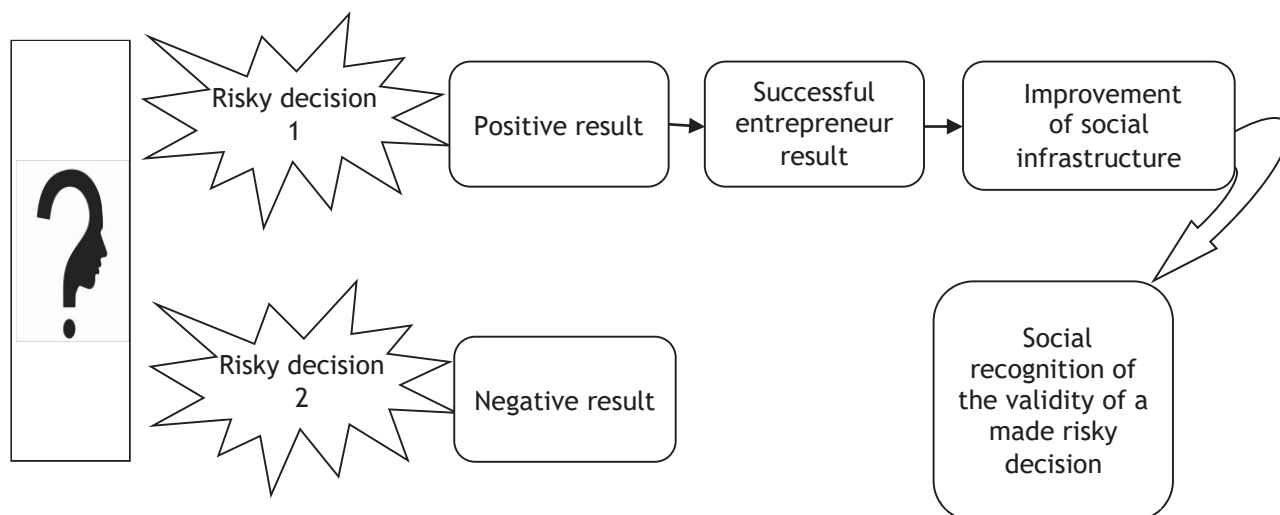 Risky decision
1
Positive result
Successful
entrepreneur
result
Improvement
of social
infrastructure
Risky decision
2
Negative result
Social
recognition of
the validity of a
made risky
decision